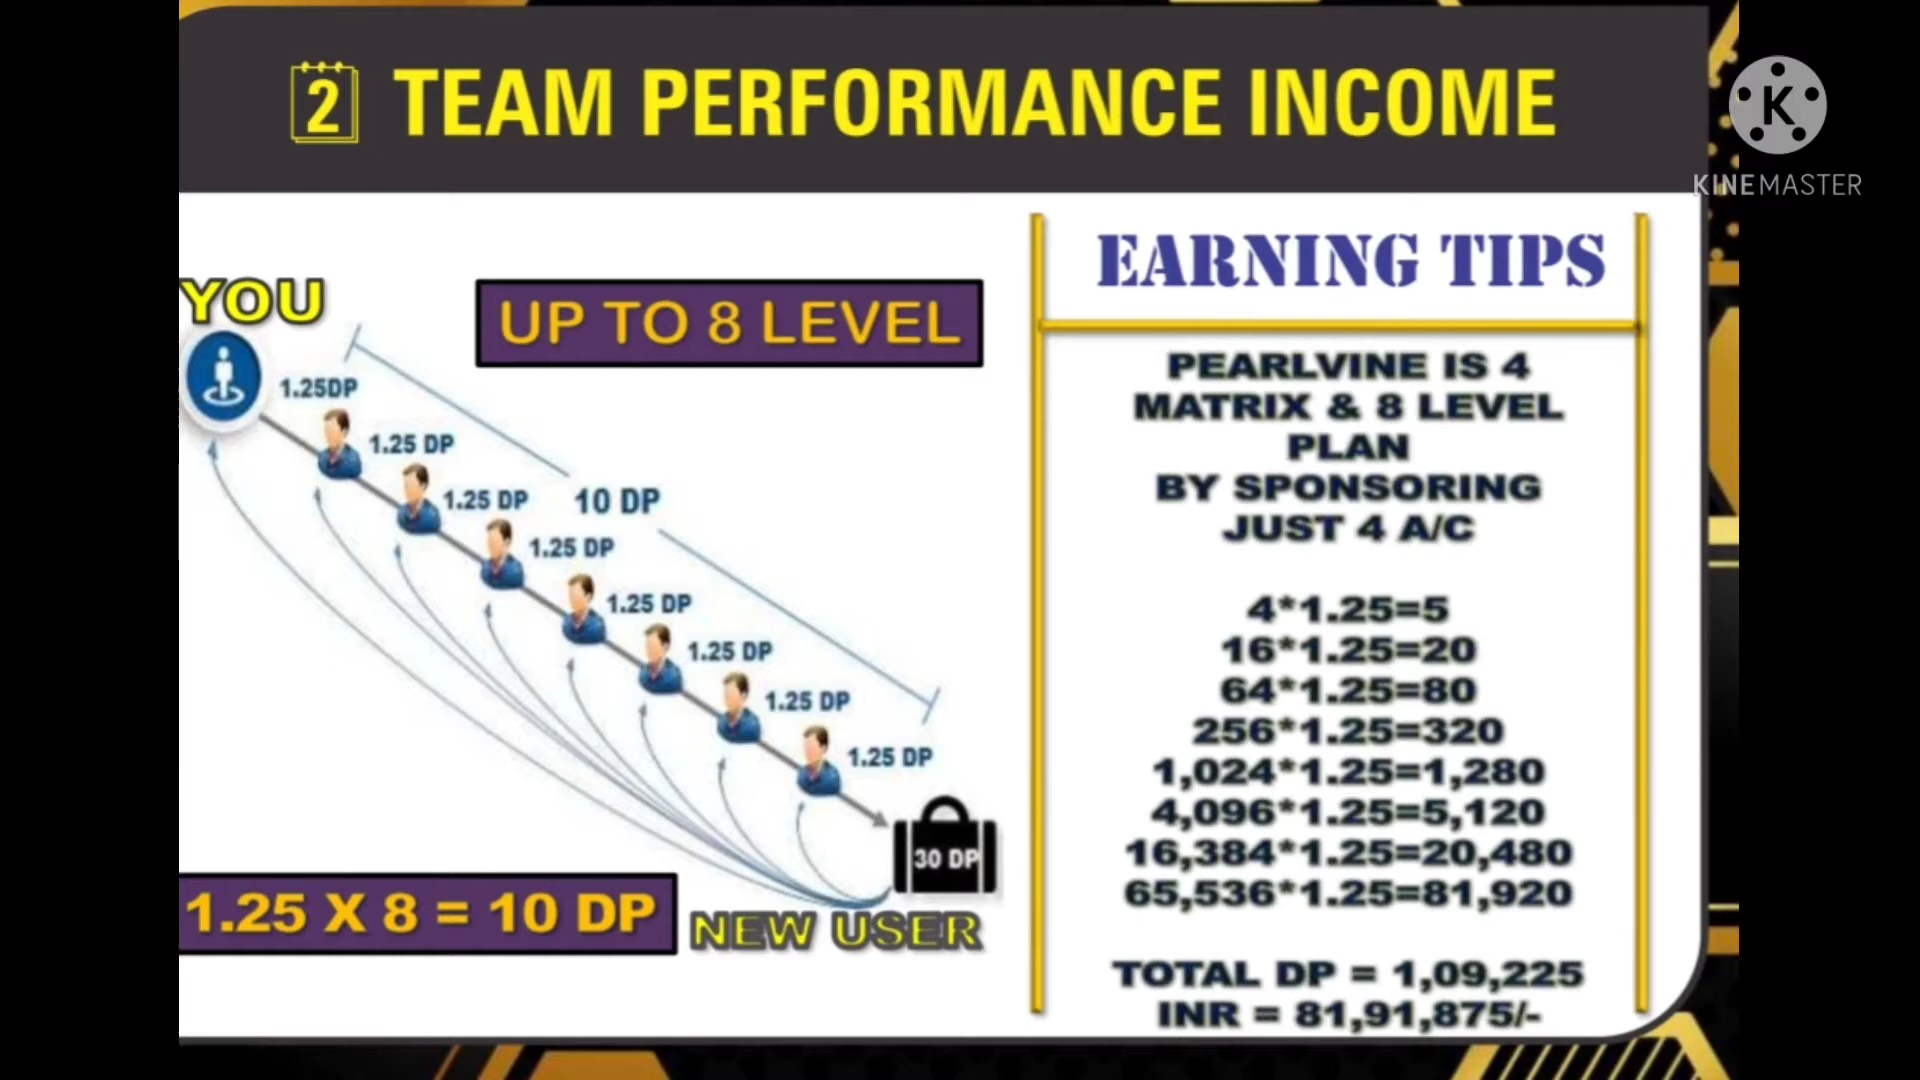 2 TEAM PERFORMANCE INCOME
K
KINEMASTER
YOU
UP TO 8 LEVEL
1.25DP
1.25 DP
1.25 DP
10 DP
1.25 DP
1.25 DP
1.25 DP
1.25 DP
1.25 DP
30 DP
1.25 X 8 = 10 DP
NEW USER
EARNING TIPS
PEARLVINE IS 4
MATRIX & 8 LEVEL
PLAN
BY SPONSORING
JUST 4 A/C
4*1.25=5
16*1.25=20
64*1.25=80
256*1.25=320
1,024*1.25=1,280
4,096*1.25=5,120
16,384*1.25=20,480
65,536*1.25=81,920
TOTAL DP = 1,09,225
INR = 81,91,875/-